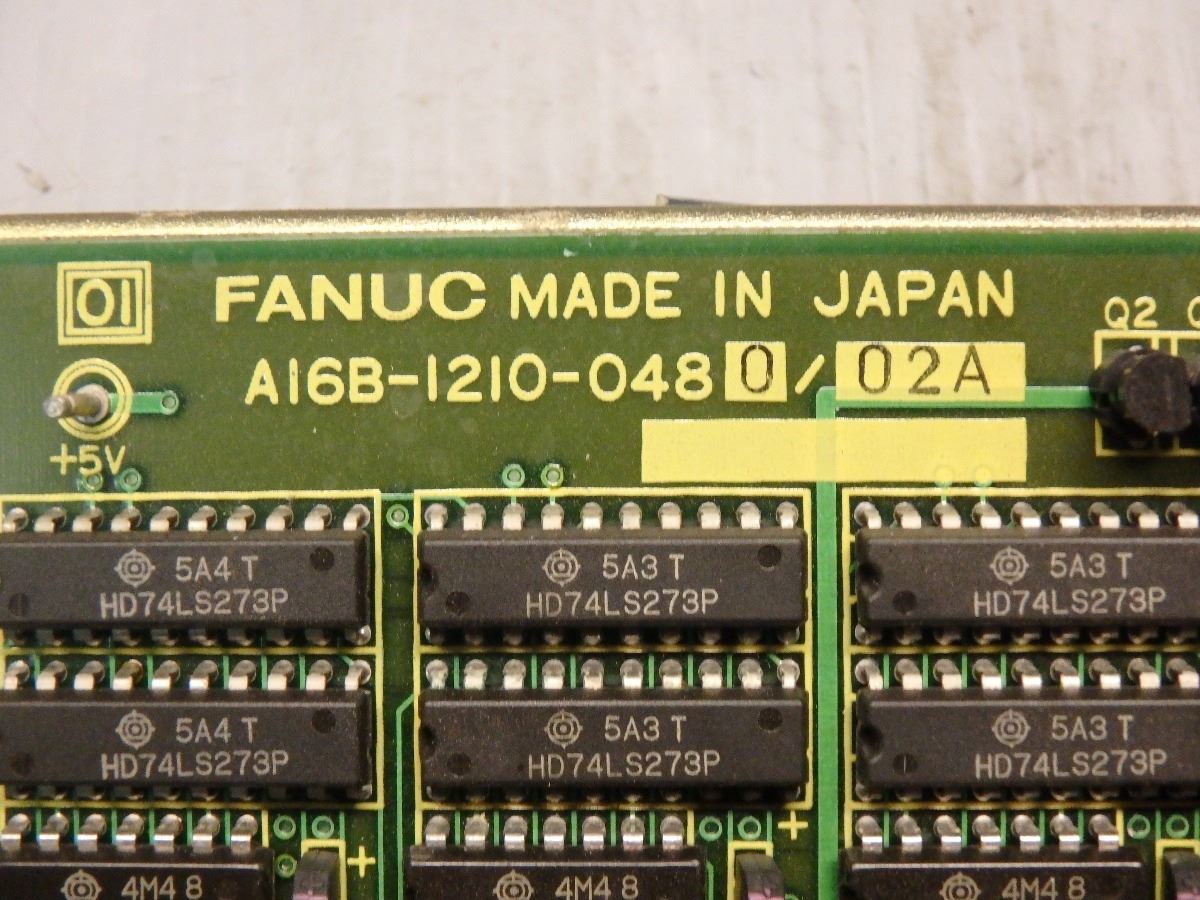 01
FANUC MADE IN JAPAN
A16B-1210-0480/02A
Q2
+5V
5A4 T
HD74LS273P
5A3 T
HD74LS273P
5A3 T
HD74LS273P
5A4 T
HD74LS273P
5A3 T
HD74LS273P
5A3 T
HD74LS273P
+
+
4M4 8
4M4 8
4M4 8